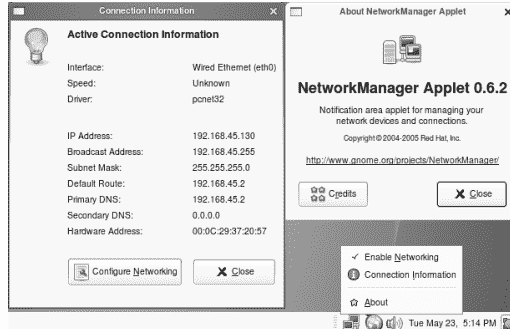 Connection Information
Active Connection Information
Interface: Wired Ethernet (eth0)
Speed: Unknown
Driver: pcnet32
IP Address: 192.168.45.130
Broadcast Address: 192.168.45.255
Subnet Mask: 255.255.255.0
Default Route: 192.168.45.2
Primary DNS: 192.168.45.2
Secondary DNS: 0.0.0.0
Hardware Address: 00:0C:29:37:20:57
Configure Networking
Close
About NetworkManager Applet
NetworkManager Applet 0.6.2
Notification area applet for managing your
network devices and connections.
Copyright © 2004-2005 Red Hat, Inc.
http://www.gnome.org/projects/NetworkManager/
Credits
Close
Enable Networking
Connection Information
About
Tue May 23, 5:14 PM